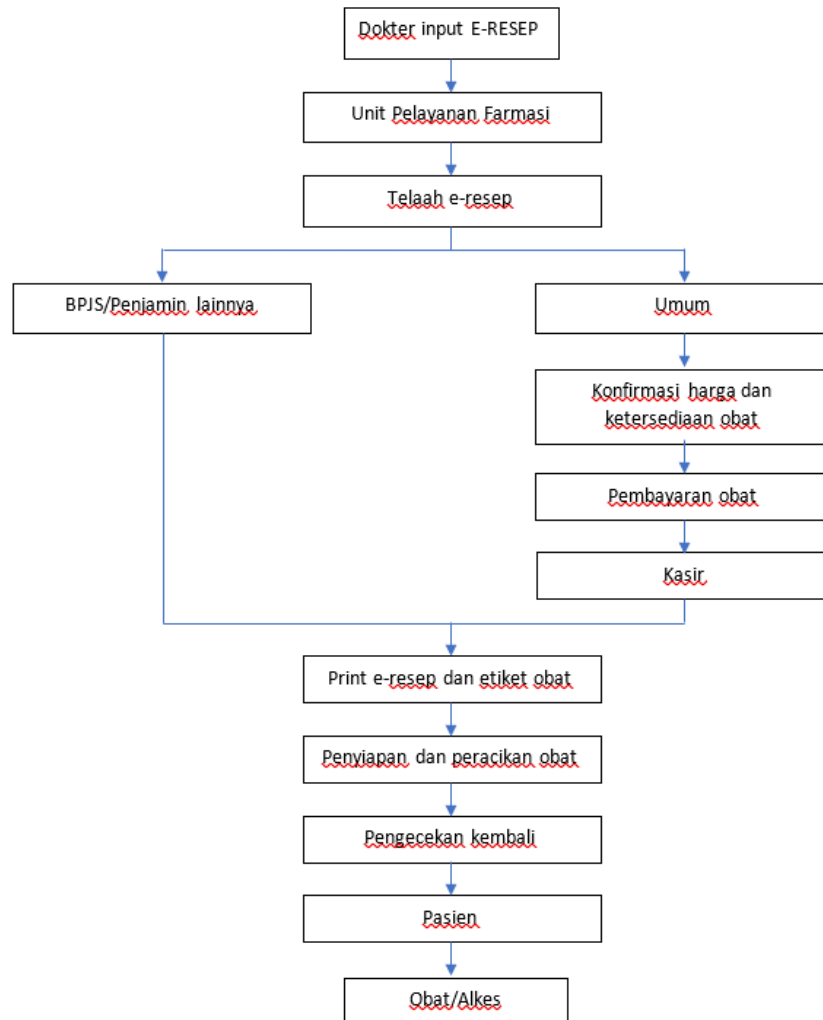 Dokter input E-RESEP
Unit Pelayanan Farmasi
Telaah e-resep
BPJS/Penjamin lainnya
Umum
Konfirmasi harga dan
ketersediaan obat
Pembayaran obat
Kasir
Print e-resep dan etiket obat
Penyiapan dan peracikan obat
Pengecekan kembali
Pasien
Obat/Alkes